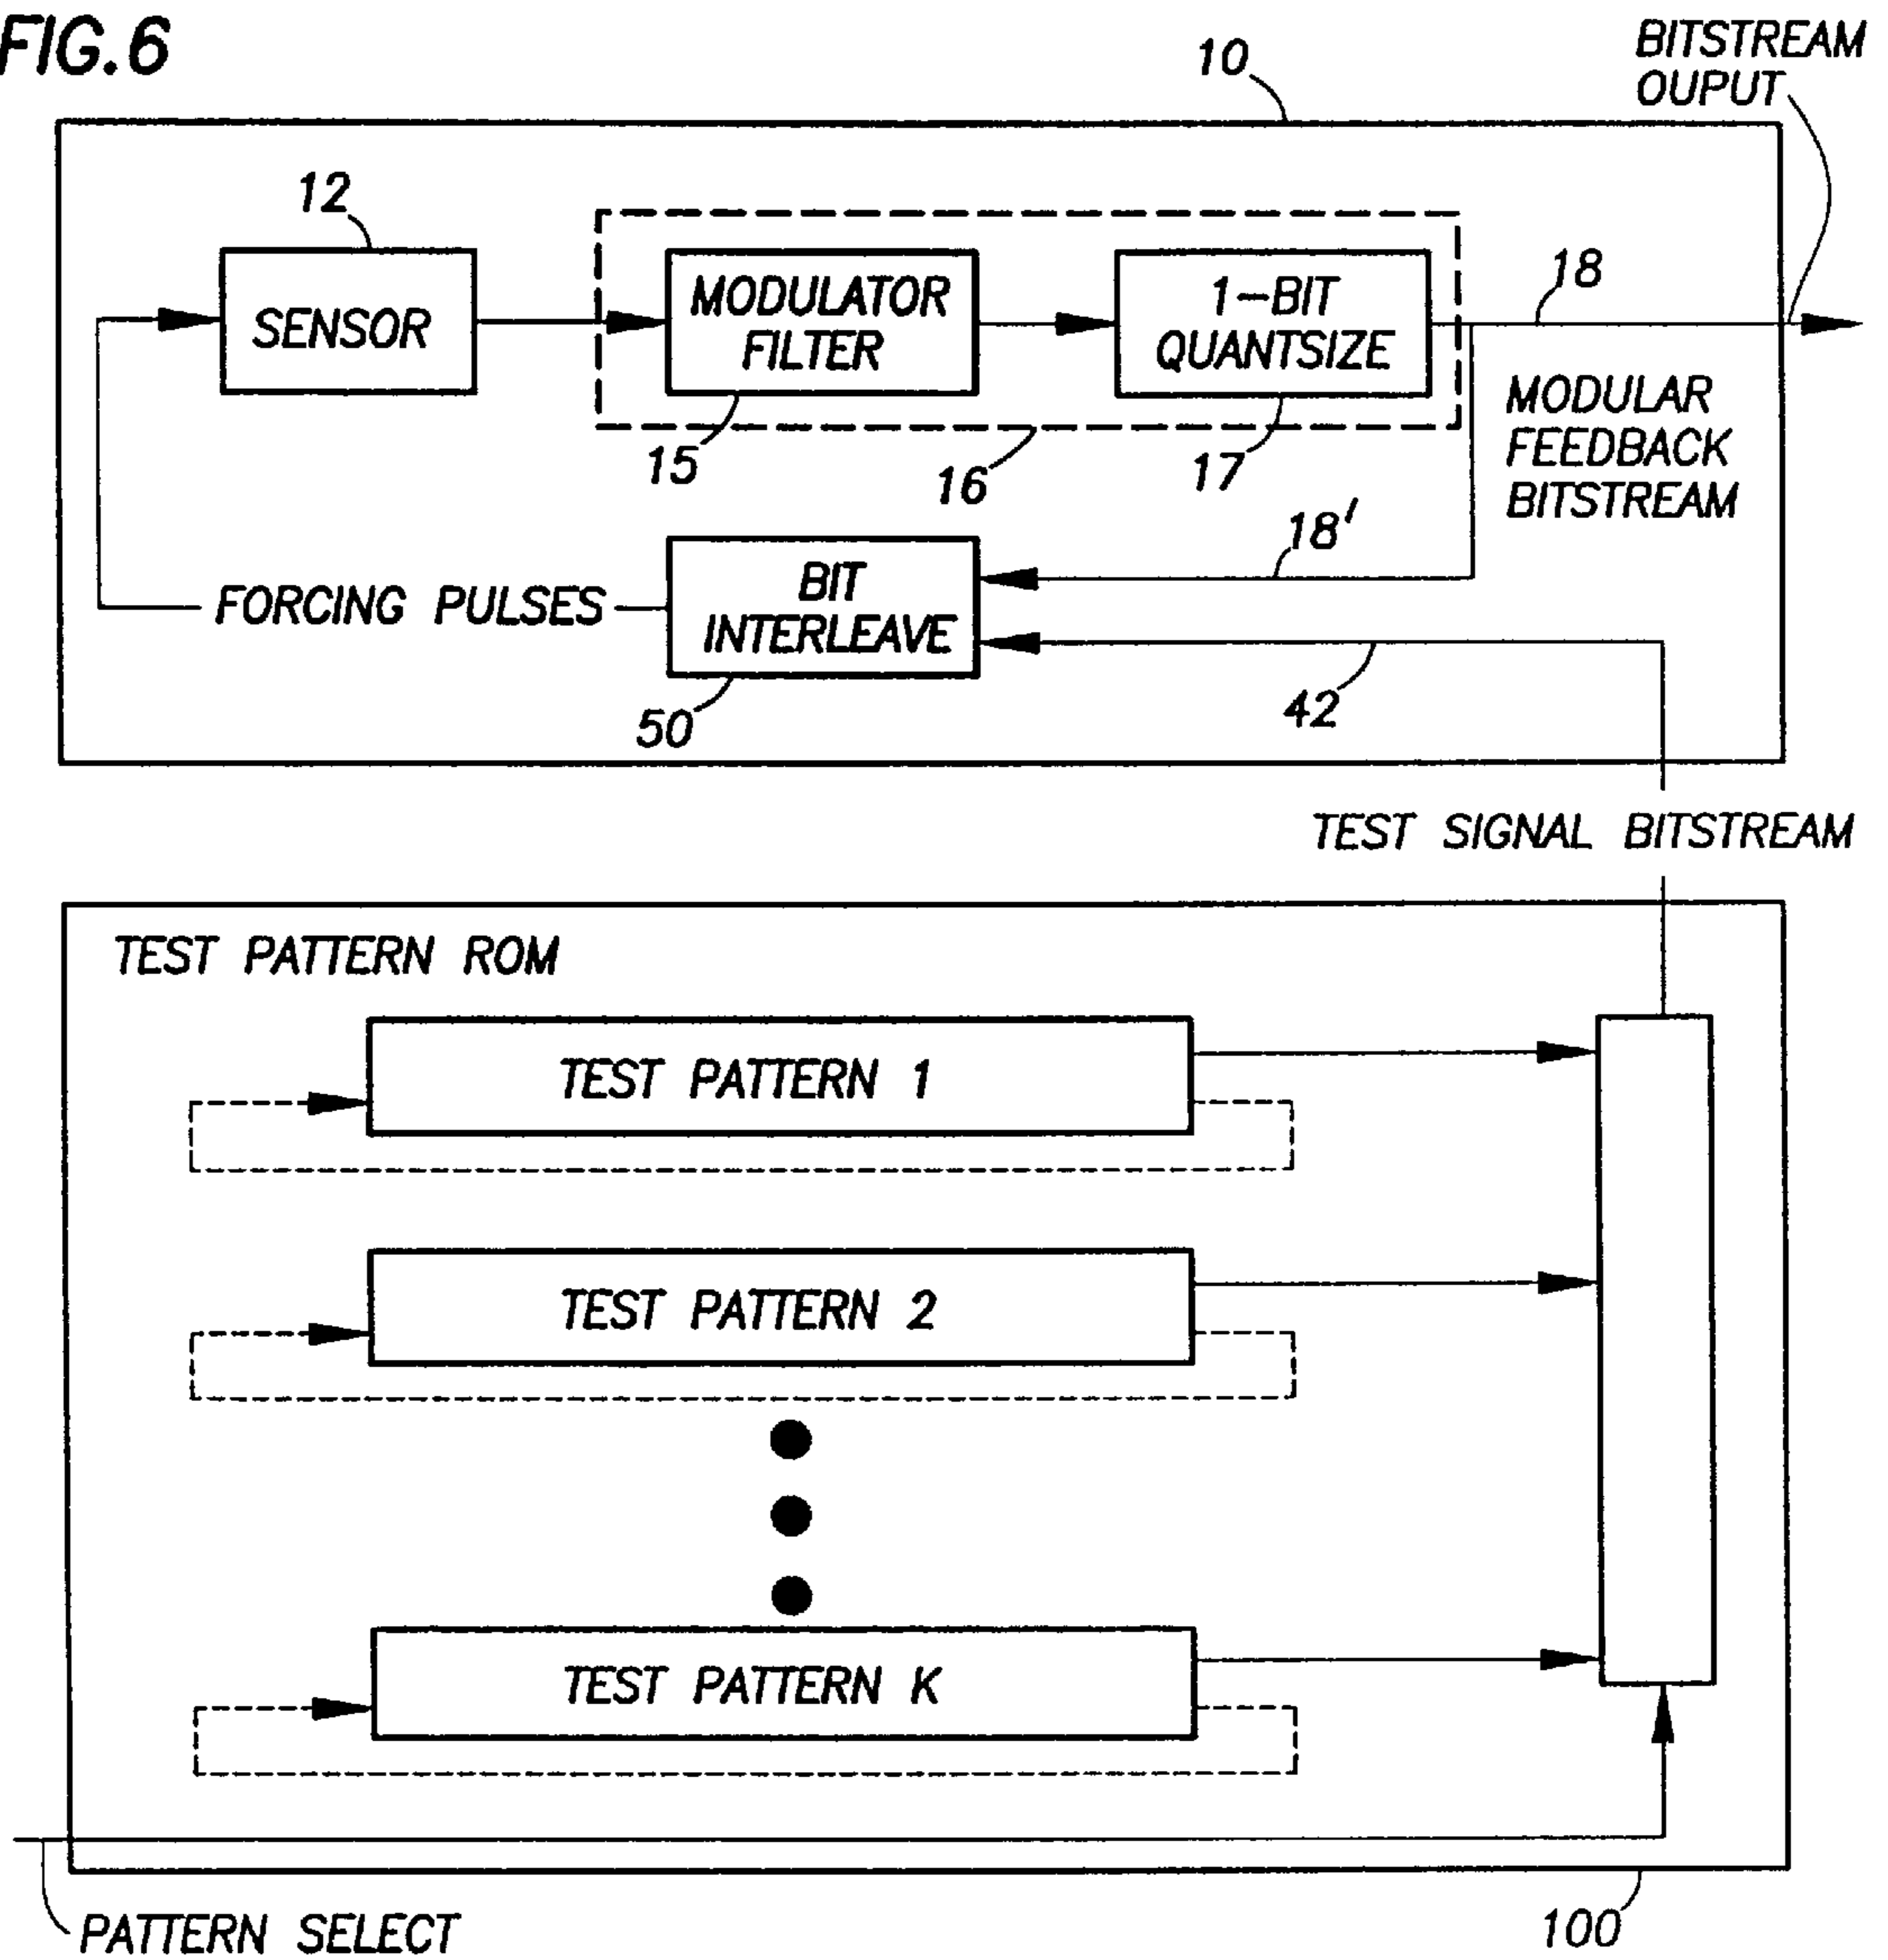 FIG.6
10
BITSTREAM
OUPUT
12
SENSOR
MODULATOR
FILTER
1-BIT
QUANTSIZE
18
15
16
17
MODULAR
FEEDBACK
BITSTREAM
18'
FORCING PULSES
BIT
INTERLEAVE
50
42
TEST SIGNAL BITSTREAM
TEST PATTERN ROM
TEST PATTERN 1
TEST PATTERN 2
TEST PATTERN K
PATTERN SELECT
100